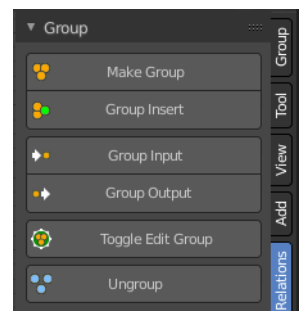 Group
Make Group
Group Insert
Group Input
Group Output
Toggle Edit Group
Ungroup
Group
Tool
View
Add
Relations